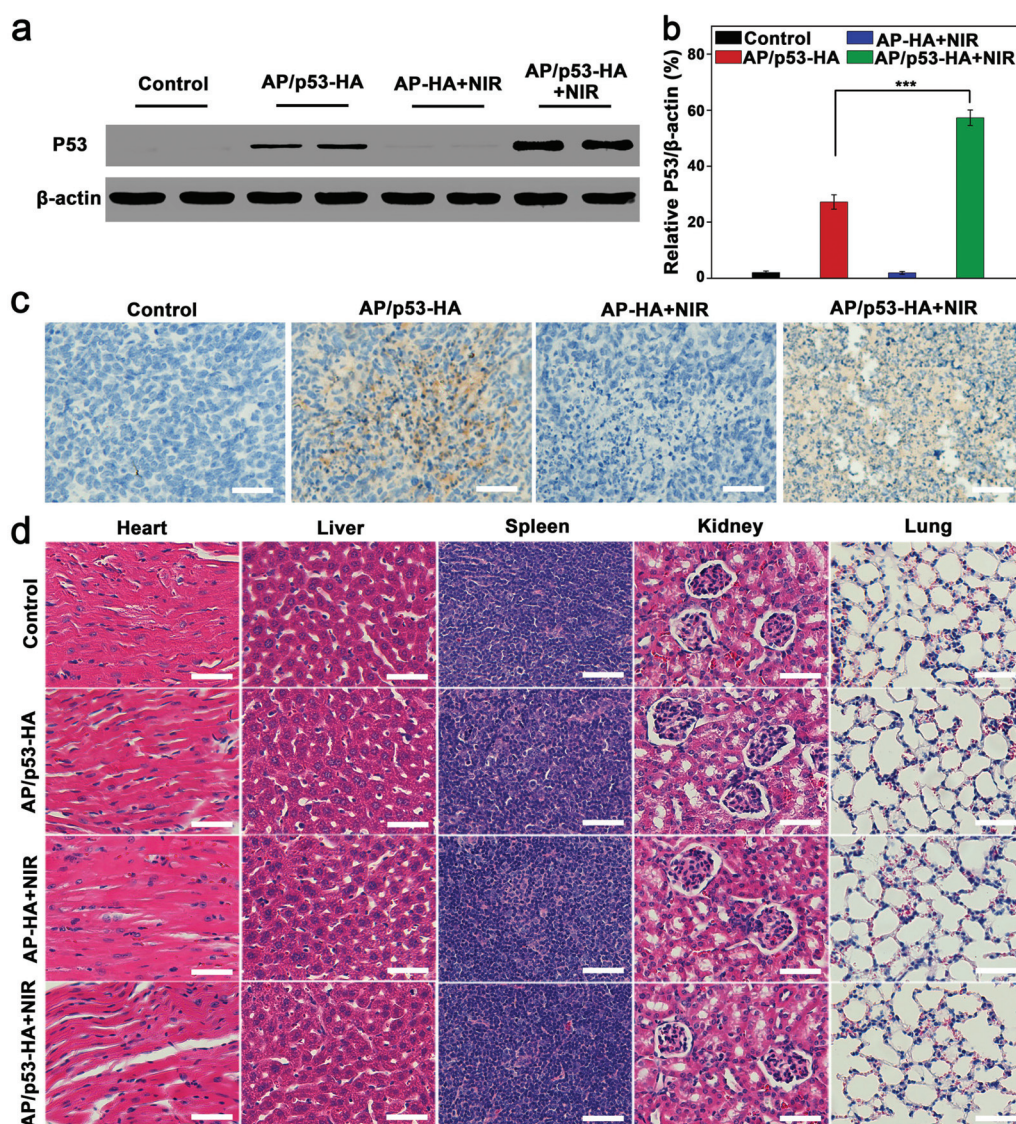 a
Control AP/p53-HA AP-HA+NIR AP/p53-HA
+NIR
P53
β-actin
b
Control AP-HA+NIR
AP/p53-HA AP/p53-HA+NIR
Relative P53/β-actin (%)
80
60
40
20
0
***
c
Control AP/p53-HA AP-HA+NIR AP/p53-HA+NIR
d
Heart Liver Spleen Kidney Lung
Control
AP/p53-HA
AP-HA+NIR
AP/p53-HA+NIR